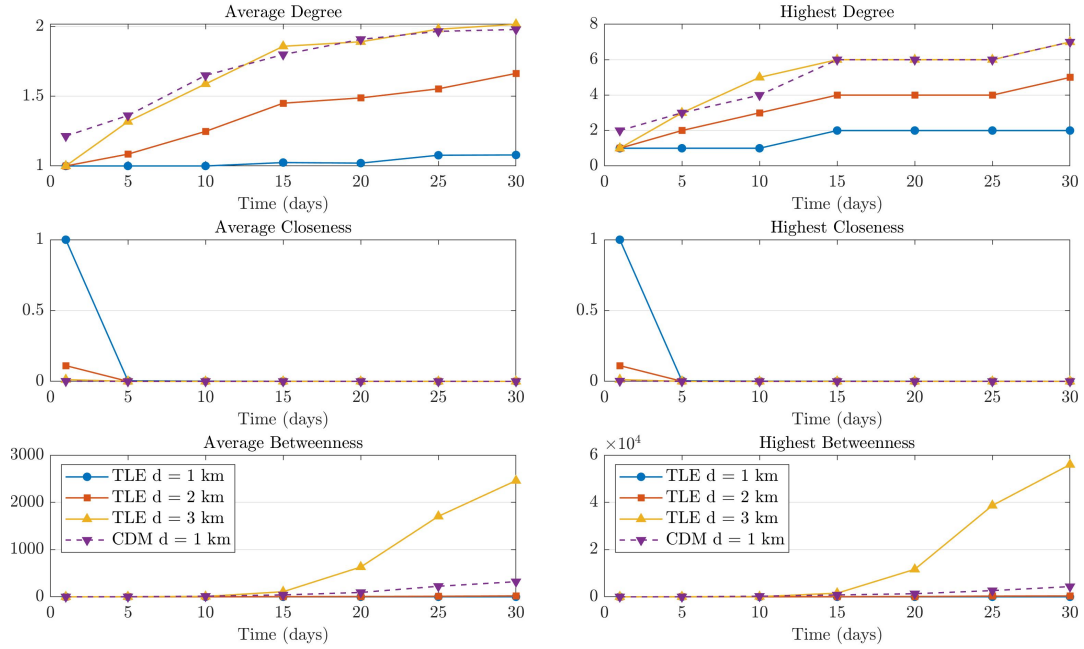 Average Degree
2
1.5
1
0 5 10 15 20 25 30
Time (days)
Highest Degree
8
6
4
2
0
0 5 10 15 20 25 30
Time (days)
Average Closeness
1
0.5
0
0 5 10 15 20 25 30
Time (days)
Highest Closeness
1
0.5
0
0 5 10 15 20 25 30
Time (days)
Average Betweenness
3000
2000
1000
0
TLE d = 1 km
TLE d = 2 km
TLE d = 3 km
CDM d = 1 km
0 5 10 15 20 25 30
Time (days)
Highest Betweenness
×10⁴
6
4
2
0
TLE d = 1 km
TLE d = 2 km
TLE d = 3 km
CDM d = 1 km
0 5 10 15 20 25 30
Time (days)